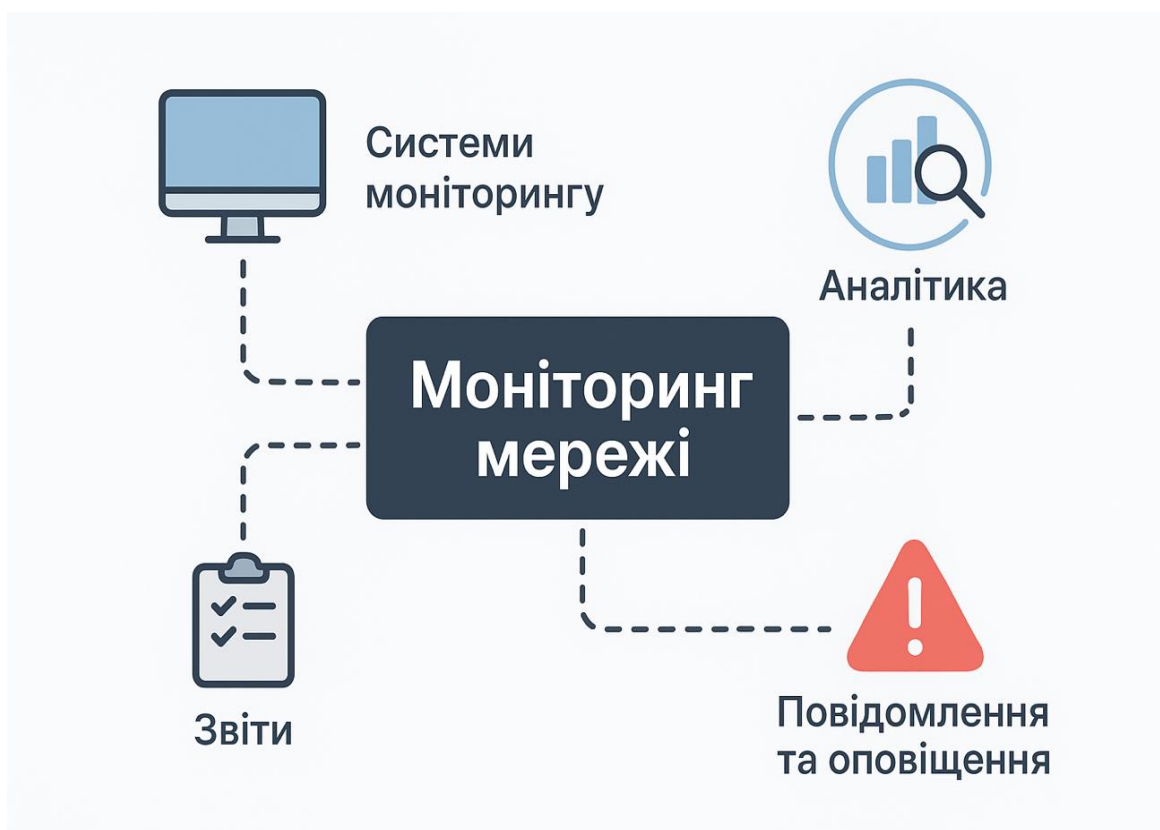 Системи
моніторингу
Аналітика
Моніторинг
мережі
Звіти
Повідомлення
та оповіщення